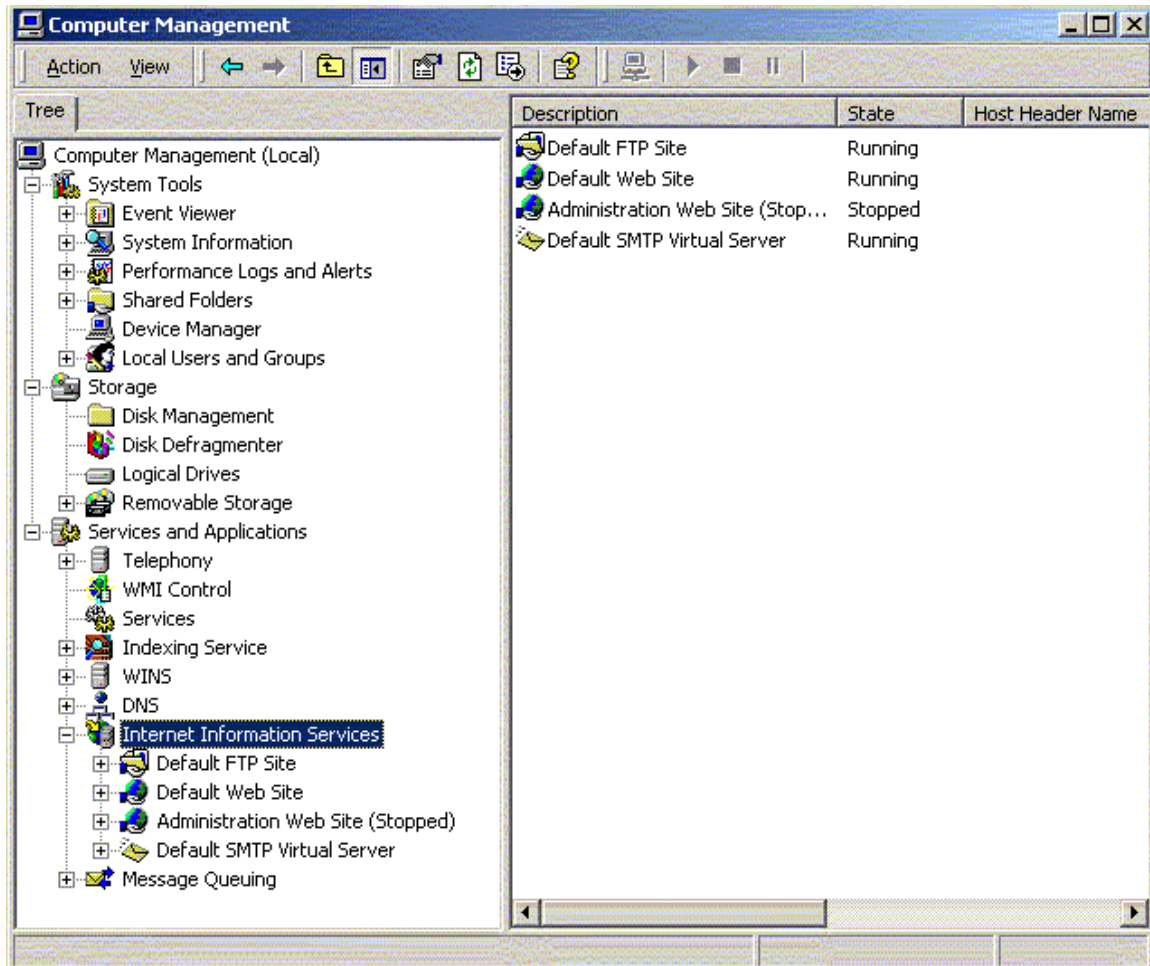 Computer Management
Action View
Tree
Computer Management (Local)
System Tools
Event Viewer
System Information
Performance Logs and Alerts
Shared Folders
Device Manager
Local Users and Groups
Storage
Disk Management
Disk Defragmenter
Logical Drives
Removable Storage
Services and Applications
Telephony
WMI Control
Services
Indexing Service
WINS
DNS
Internet Information Services
Default FTP Site
Default Web Site
Administration Web Site (Stopped)
Default SMTP Virtual Server
Message Queuing
Description State Host Header Name
Default FTP Site Running
Default Web Site Running
Administration Web Site (Stop... Stopped
Default SMTP Virtual Server Running